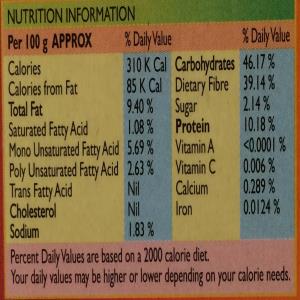 NUTRITION INFORMATION
Per 100 g APPROX % Daily Value % Daily Value
Calories 310 K Cal
Calories from Fat 85 K Cal
Total Fat 9.40 %
Saturated Fatty Acid 1.08 %
Mono Unsaturated Fatty Acid 5.69 %
Poly Unsaturated Fatty Acid 2.63 %
Trans Fatty Acid Nil
Cholesterol Nil
Sodium 1.83 %
Carbohydrates 46.17 %
Dietary Fibre 39.14 %
Sugar 2.14 %
Protein 10.18 %
Vitamin A <0.0001 %
Vitamin C 0.006 %
Calcium 0.289 %
Iron 0.0124 %
Percent Daily Values are based on a 2000 calorie diet.
Your daily values may be higher or lower depending on your calorie needs.